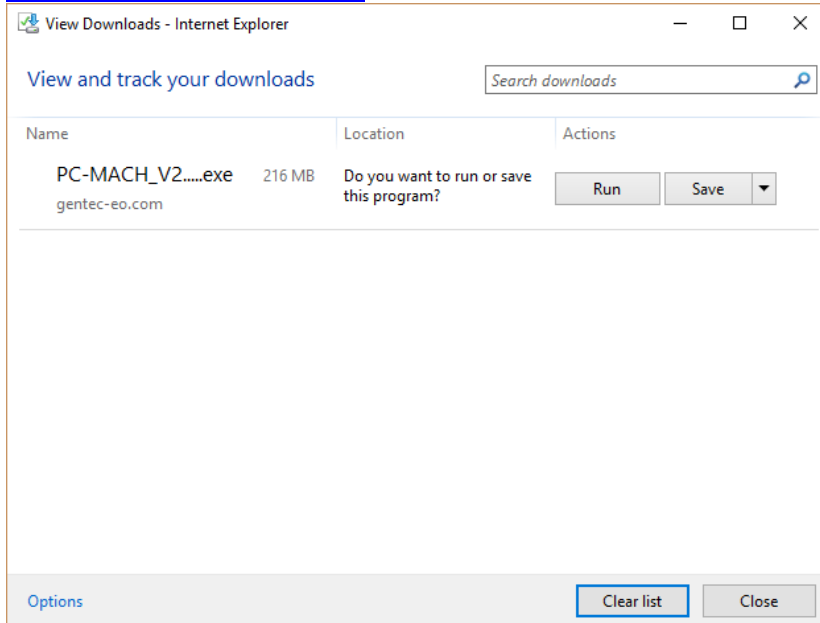 View Downloads - Internet Explorer
View and track your downloads
Search downloads
Name Location Actions
PC-MACH_V2.....exe 216 MB Do you want to run or save Run Save
gentec-eo.com this program?
Options Clear list Close